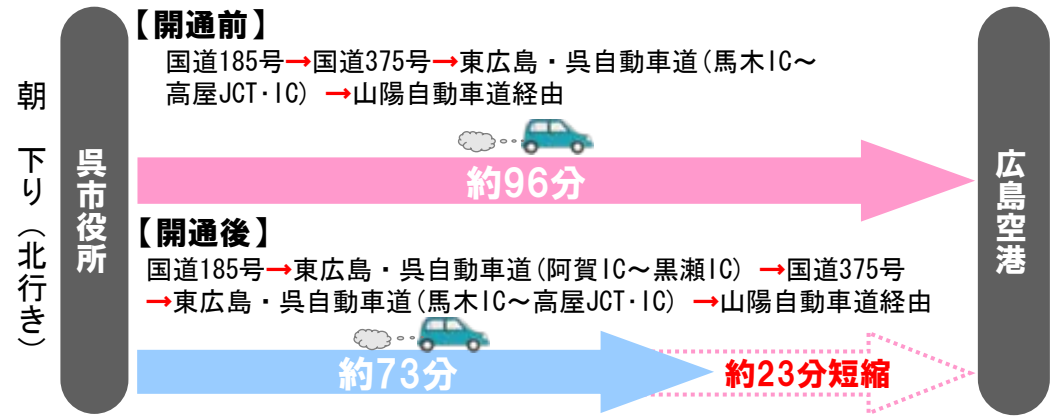 朝 下り（北行き）
呉市役所
【開通前】
国道185号→国道375号→東広島・呉自動車道(馬木IC～
高屋JCT･IC) →山陽自動車道経由
約96分
【開通後】
国道185号→東広島・呉自動車道(阿賀IC～黒瀬IC) →国道375号
→東広島・呉自動車道(馬木IC～高屋JCT･IC) →山陽自動車道経由
約73分
約23分短縮
広島空港